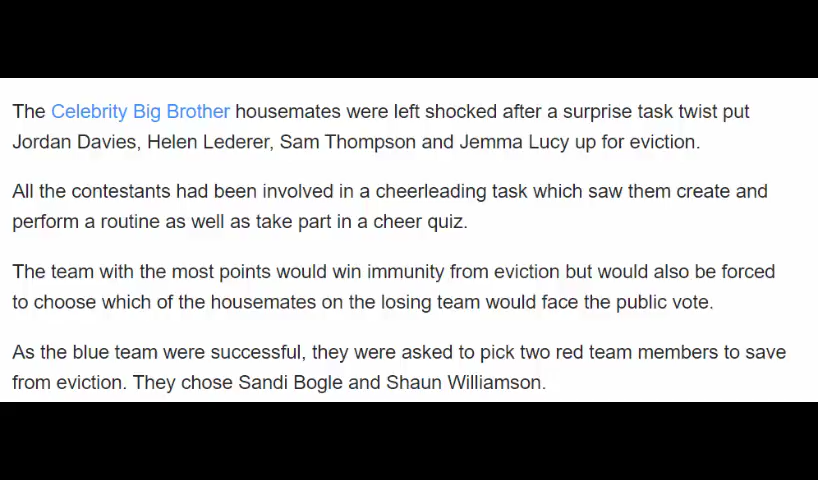 The Celebrity Big Brother housemates were left shocked after a surprise task twist put
Jordan Davies, Helen Lederer, Sam Thompson and Jemma Lucy up for eviction.
All the contestants had been involved in a cheerleading task which saw them create and
perform a routine as well as take part in a cheer quiz.
The team with the most points would win immunity from eviction but would also be forced
to choose which of the housemates on the losing team would face the public vote.
As the blue team were successful, they were asked to pick two red team members to save
from eviction. They chose Sandi Bogle and Shaun Williamson.